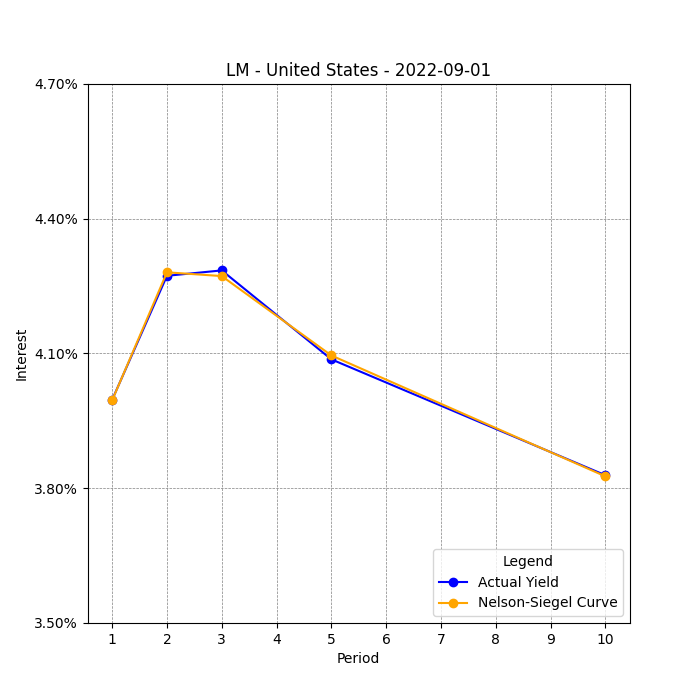 LM - United States - 2022-09-01
4.70%
4.40%
4.10%
3.80%
3.50%
Interest
1 2 3 4 5 6 7 8 9 10
Period
Legend
Actual Yield
Nelson-Siegel Curve